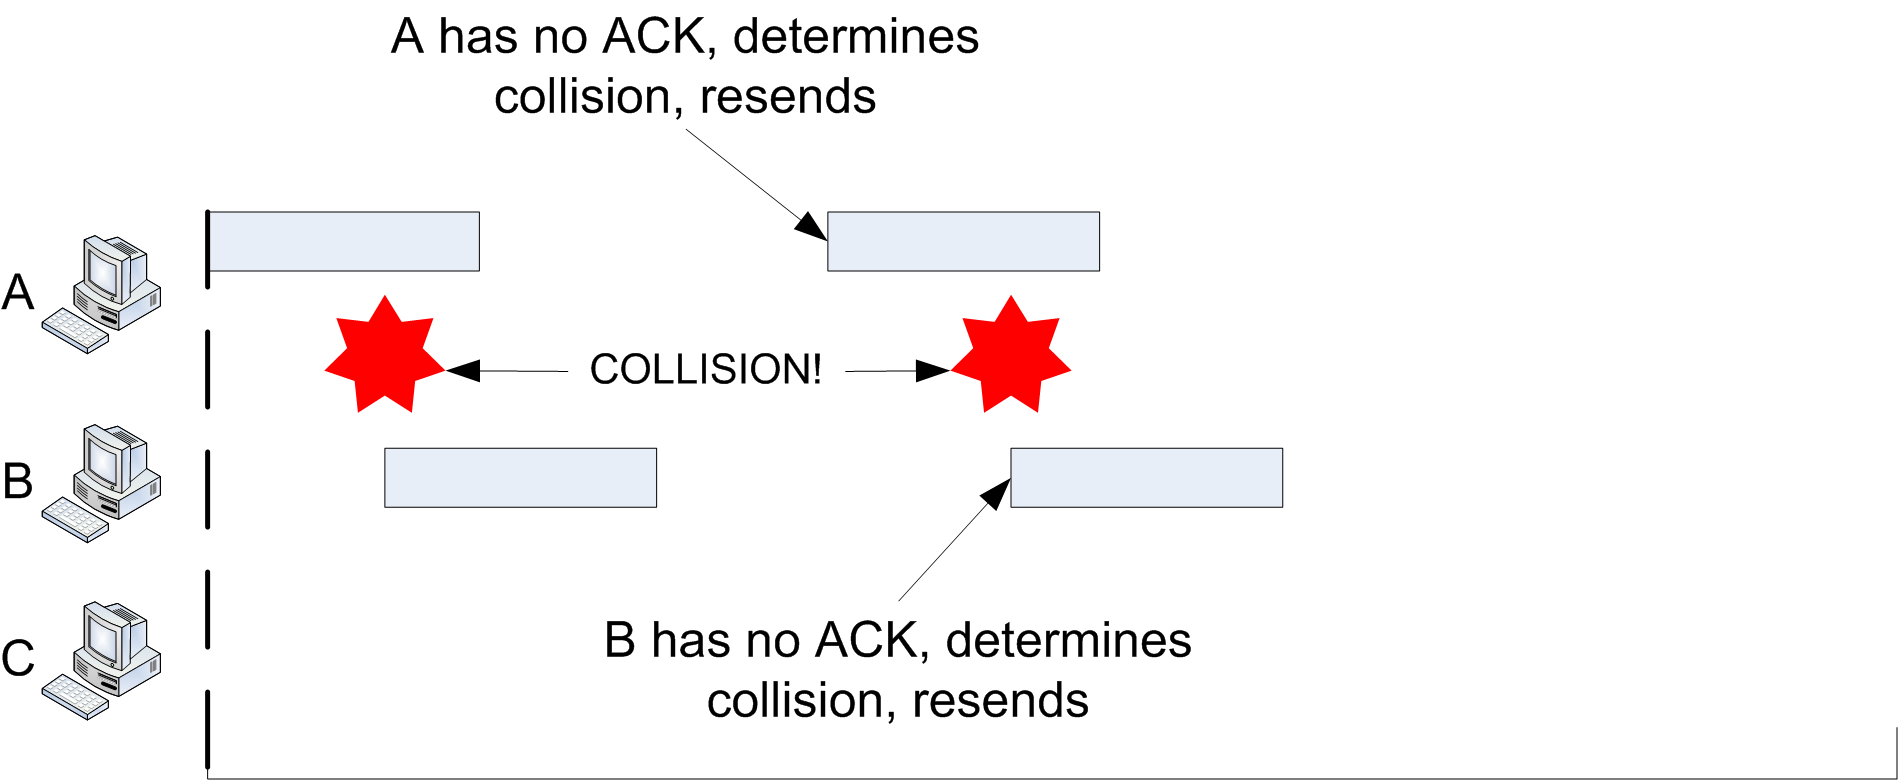 A has no ACK, determines
collision, resends
A
COLLISION!
B
B has no ACK, determines
collision, resends
C